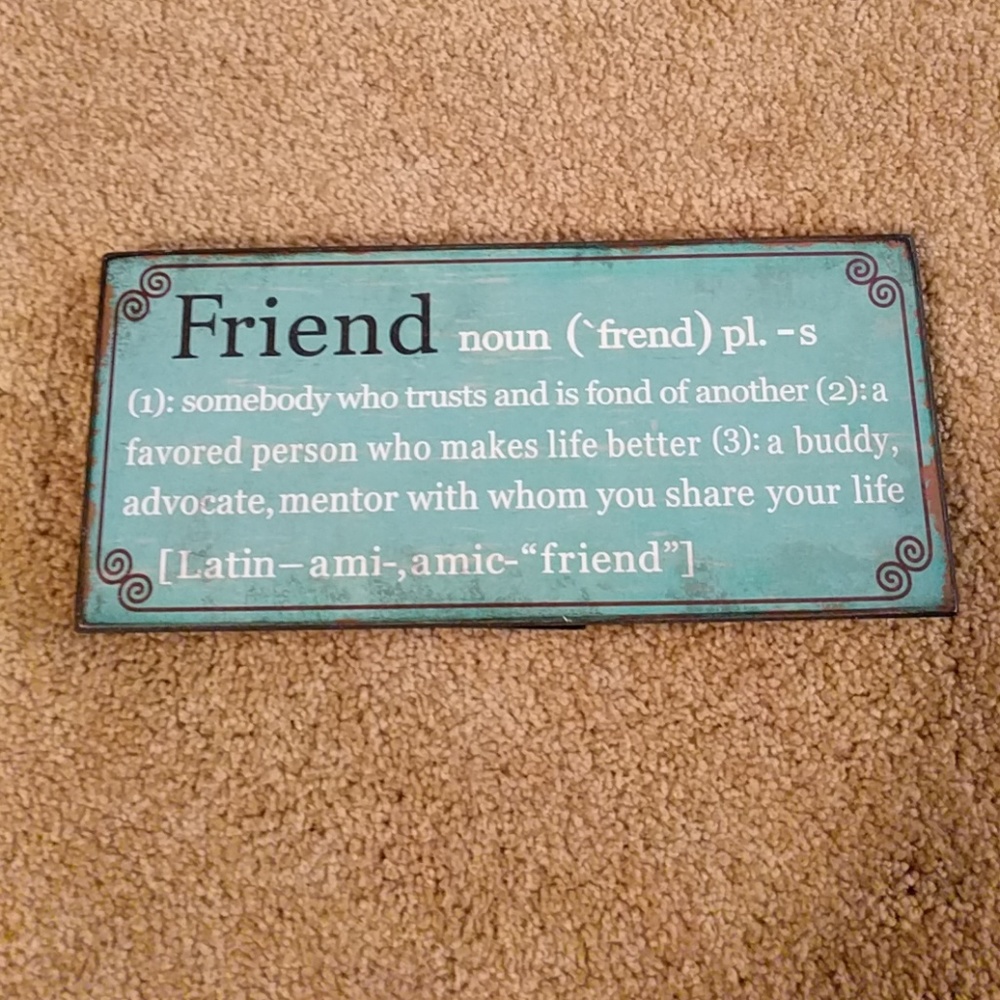 Friend noun (`frend) pl. -s
(1): somebody who trusts and is fond of another (2): a
favored person who makes life better (3): a buddy,
advocate, mentor with whom you share your life
[Latin–ami-,amic-“friend”]